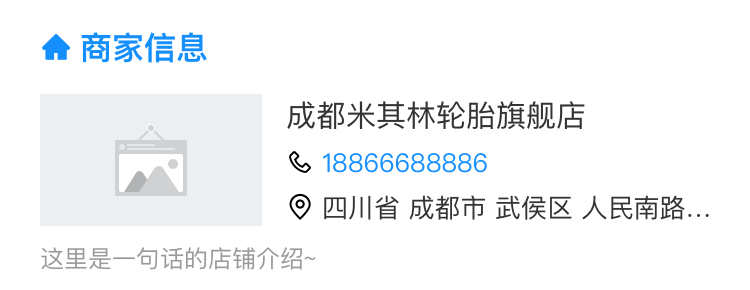 商家信息
成都米其林轮胎旗舰店
18866688886
四川省 成都市 武侯区 人民南路...
这里是一句话的店铺介绍~